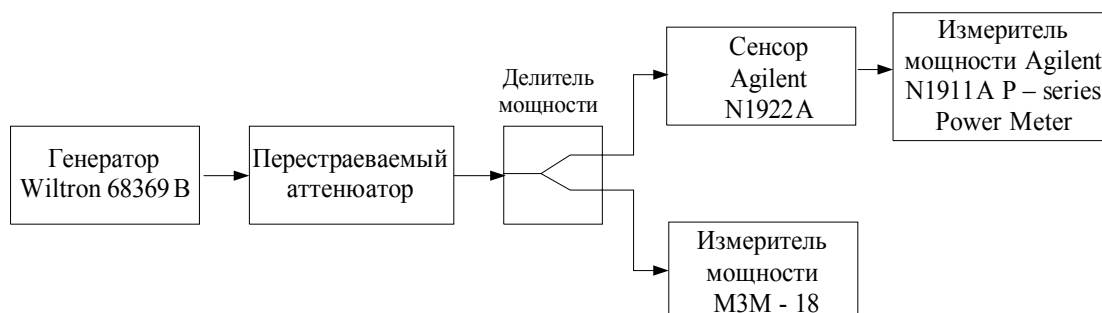 Генератор
Wiltron 68369 B
Перестраеваемый
аттенюатор
Делитель
мощности
Сенсор
Agilent
N1922A
Измеритель
мощности Agilent
N1911A P – series
Power Meter
Измеритель
мощности
М3М - 18